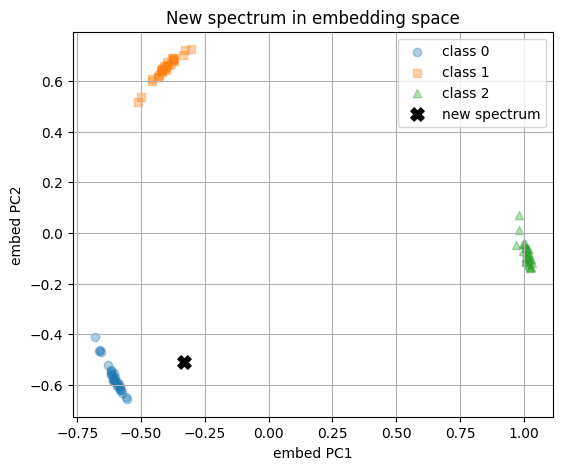 New spectrum in embedding space
class 0
class 1
class 2
new spectrum
embed PC2
0.6
0.4
0.2
0.0
−0.2
−0.4
−0.6
−0.75 −0.50 −0.25 0.00 0.25 0.50 0.75 1.00
embed PC1